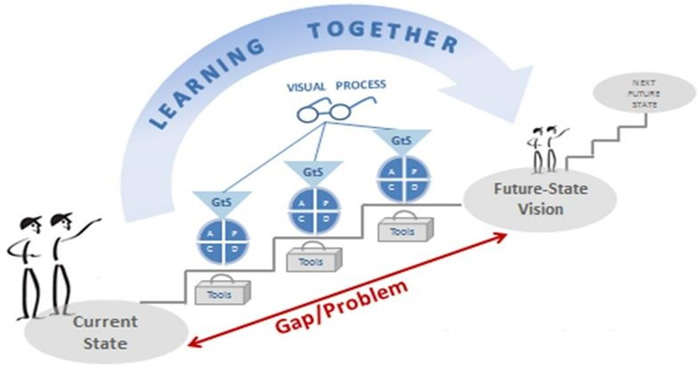 LEARNING TOGETHER
VISUAL PROCESS
NEXT
FUTURE
STATE
GtS
A P
C D
Tools
GtS
A P
C D
Tools
GtS
A P
C D
Tools
Future-State
Vision
Gap/Problem
Current
State